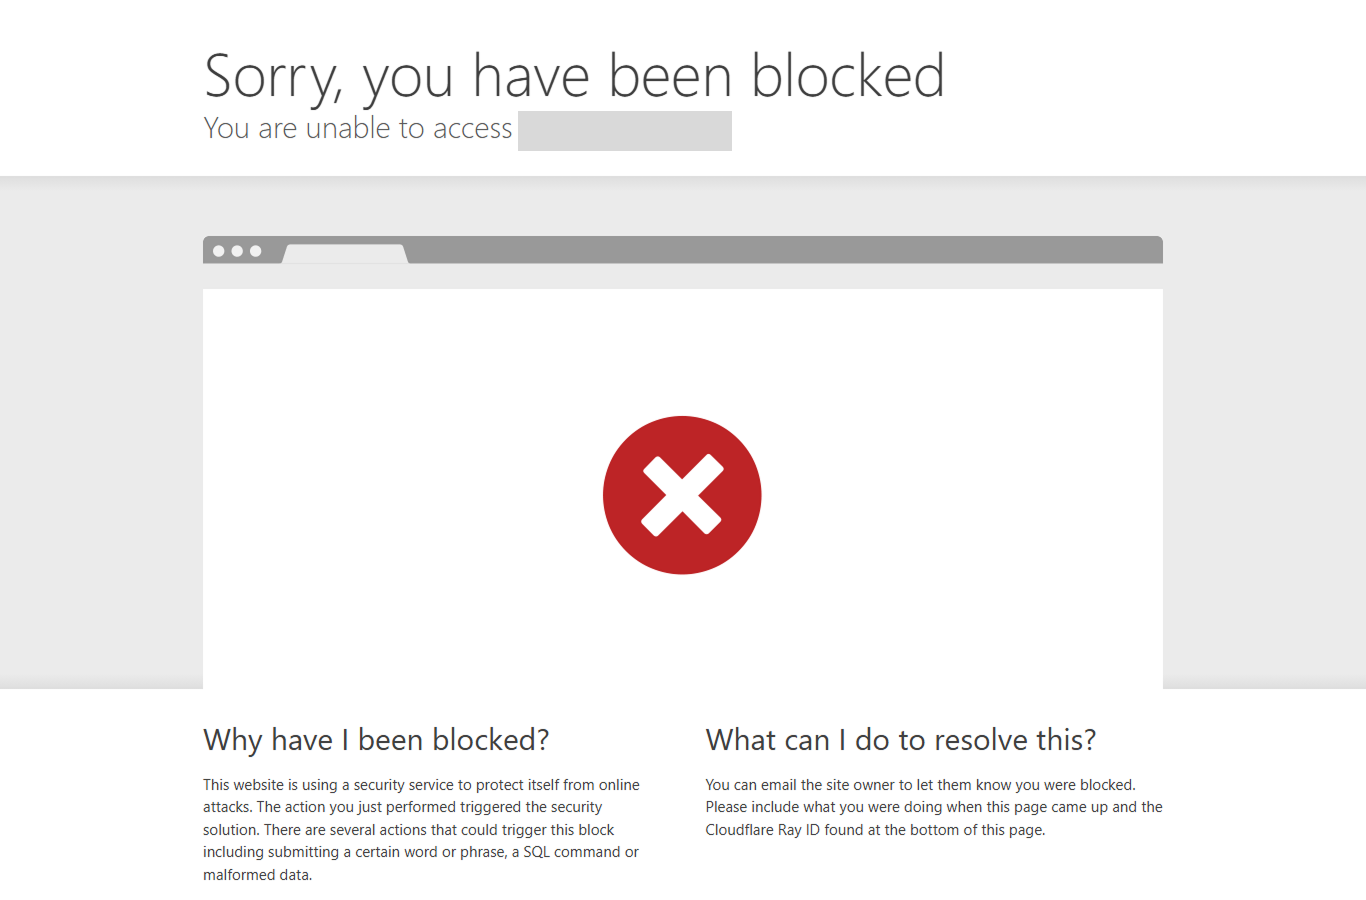 Sorry, you have been blocked
You are unable to access
Why have I been blocked?
This website is using a security service to protect itself from online
attacks. The action you just performed triggered the security
solution. There are several actions that could trigger this block
including submitting a certain word or phrase, a SQL command or
malformed data.
What can I do to resolve this?
You can email the site owner to let them know you were blocked.
Please include what you were doing when this page came up and the
Cloudflare Ray ID found at the bottom of this page.